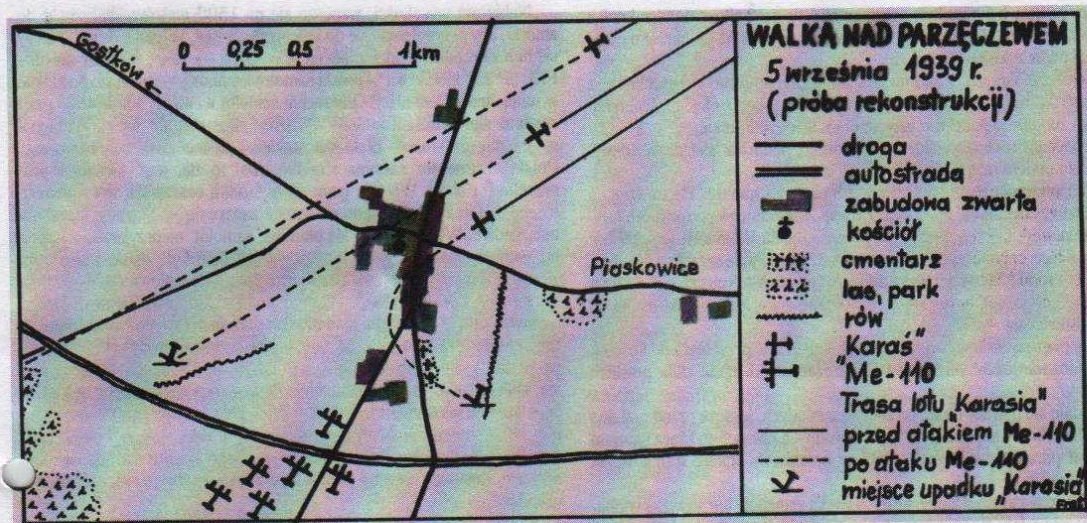 Gostków ←
0 0,25 0,5 1km
Piaskowice
WALKA NAD PARZĘCZEWEM
5 września 1939 r.
(próba rekonstrukcji)
droga
autostrada
zabudowa zwarta
kościół
cmentarz
las, park
rów
"Karaś"
"Me-110
Trasa lotu „Karasia"
przed atakiem Me-110
po ataku Me-110
miejsce upadku „Karasia"